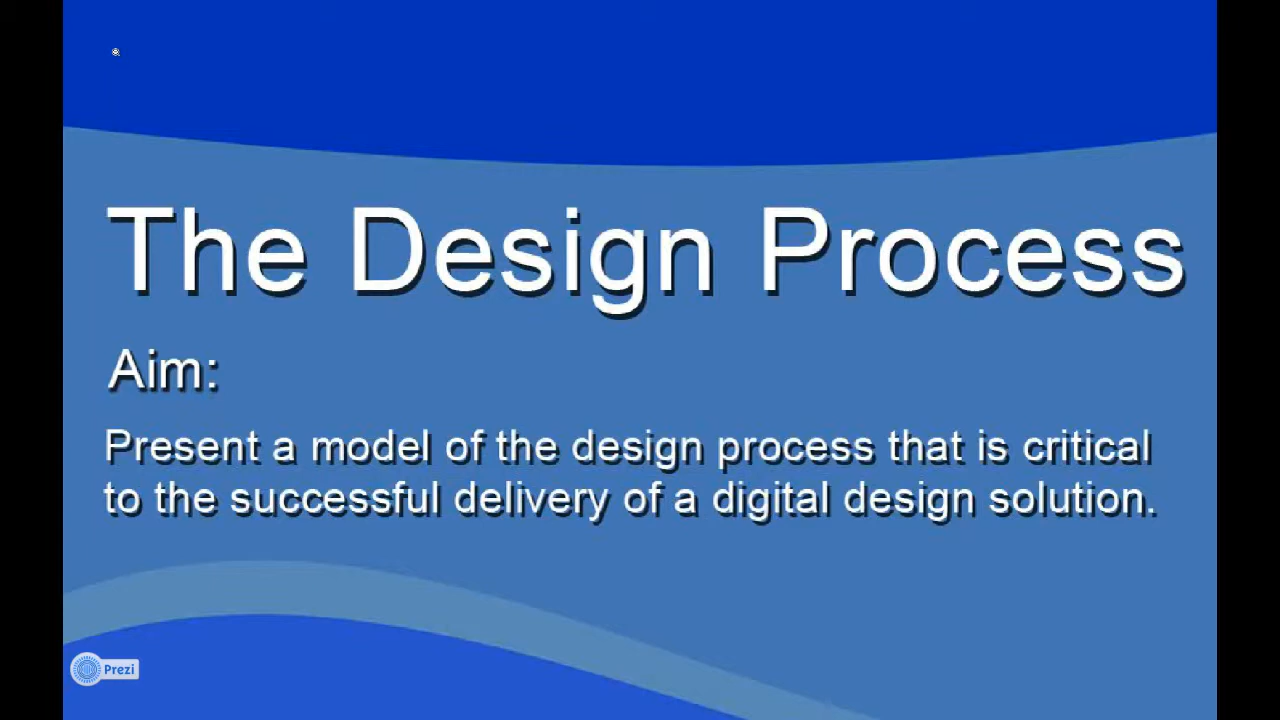 The Design Process
Aim:
Present a model of the design process that is critical
to the successful delivery of a digital design solution.
Prezi